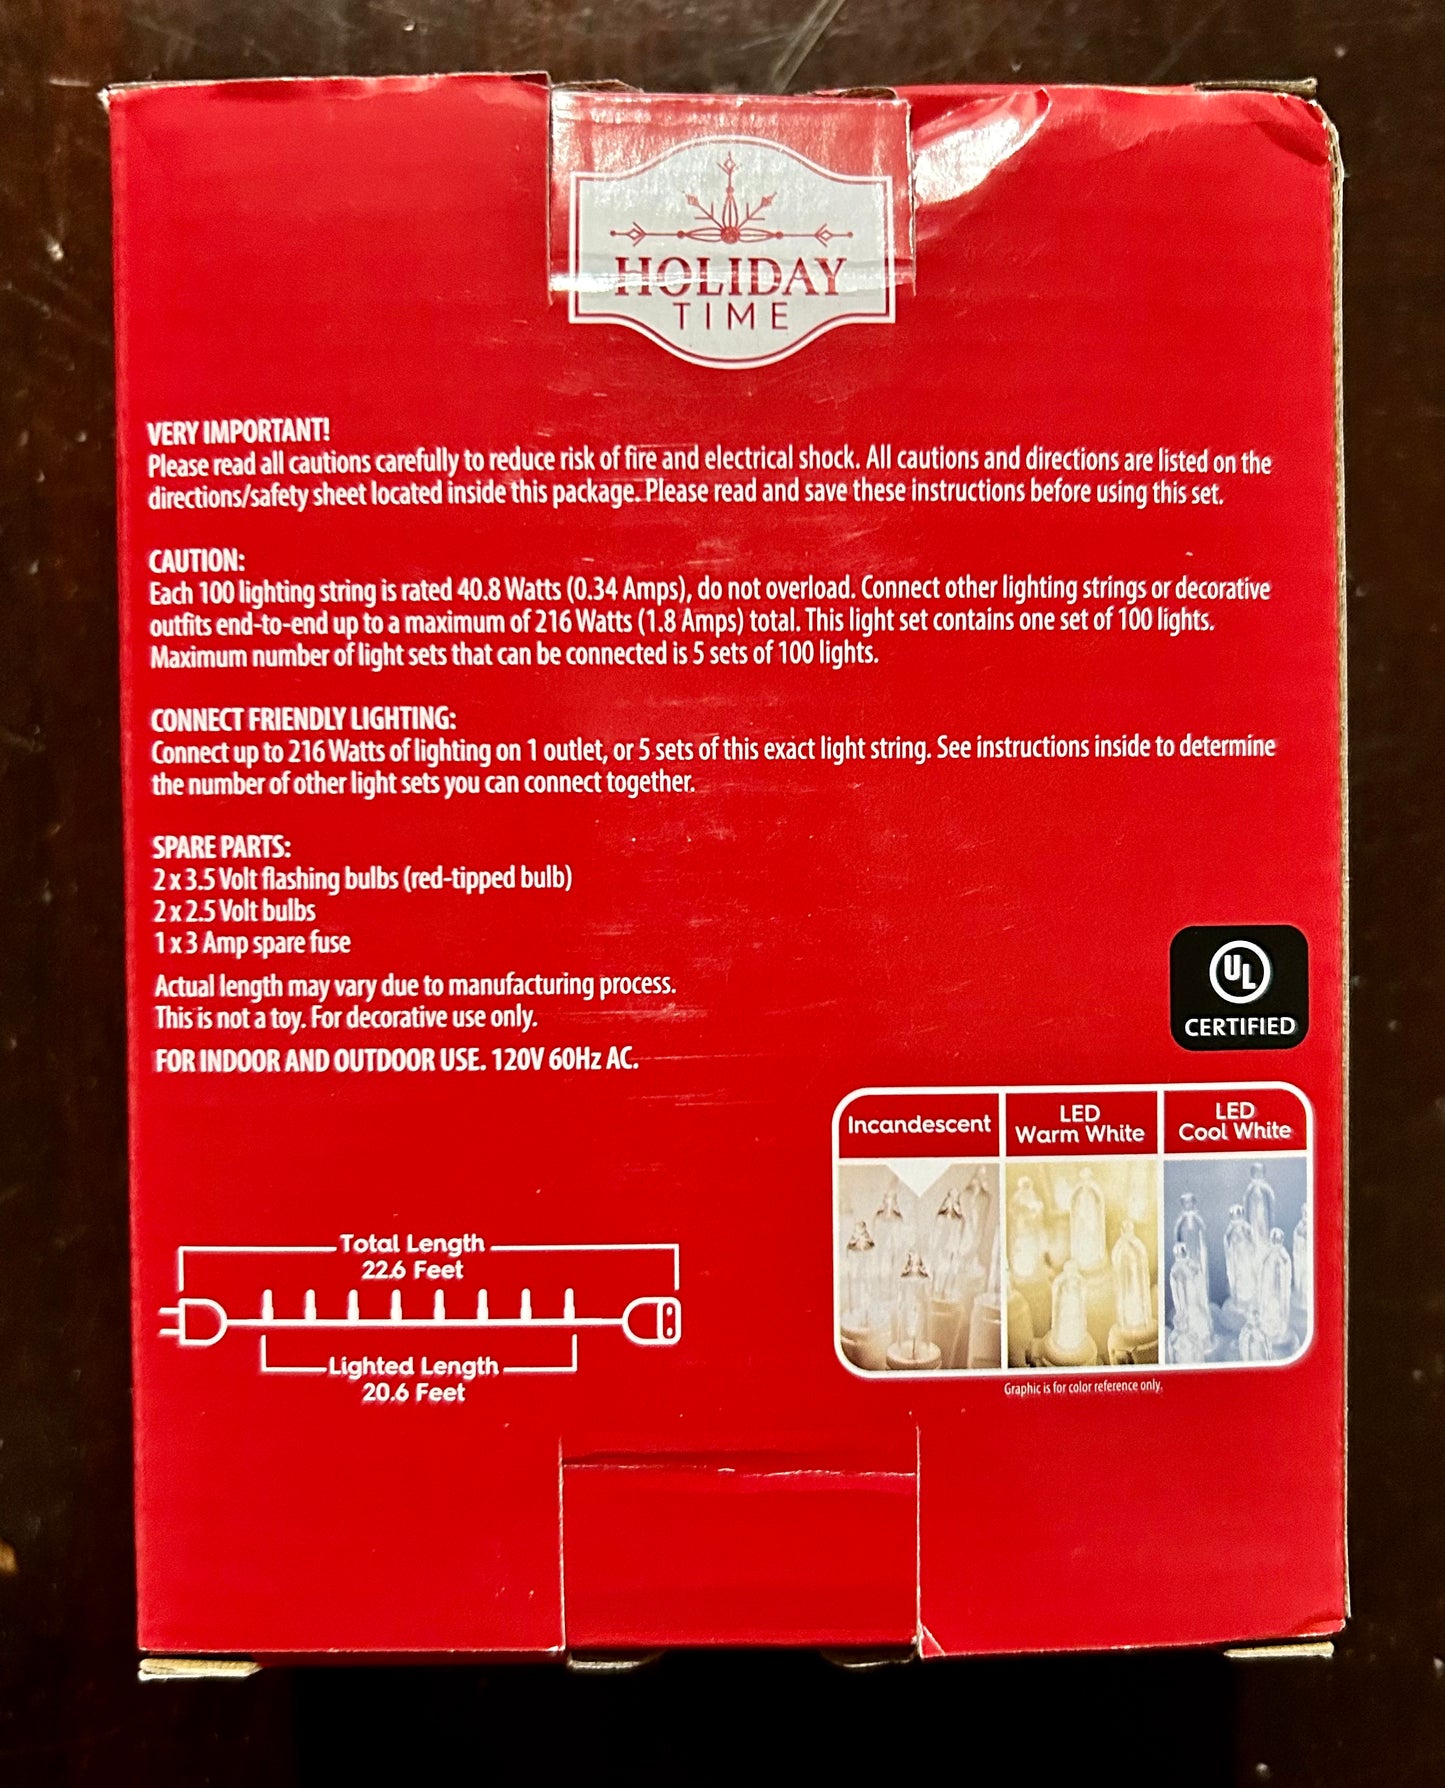 HOLIDAY
TIME
VERY IMPORTANT!
Please read all cautions carefully to reduce risk of fire and electrical shock. All cautions and directions are listed on the
directions/safety sheet located inside this package. Please read and save these instructions before using this set.
CAUTION:
Each 100 lighting string is rated 40.8 Watts (0.34 Amps), do not overload. Connect other lighting strings or decorative
outfits end-to-end up to a maximum of 216 Watts (1.8 Amps) total. This light set contains one set of 100 lights.
Maximum number of light sets that can be connected is 5 sets of 100 lights.
CONNECT FRIENDLY LIGHTING:
Connect up to 216 Watts of lighting on 1 outlet, or 5 sets of this exact light string. See instructions inside to determine
the number of other light sets you can connect together.
SPARE PARTS:
2 x 3.5 Volt flashing bulbs (red-tipped bulb)
2 x 2.5 Volt bulbs
1 x 3 Amp spare fuse
Actual length may vary due to manufacturing process.
This is not a toy. For decorative use only.
FOR INDOOR AND OUTDOOR USE. 120V 60Hz AC.
UL
CERTIFIED
Incandescent
LED
Warm White
LED
Cool White
Graphic is for color reference only.
Total Length
22.6 Feet
Lighted Length
20.6 Feet